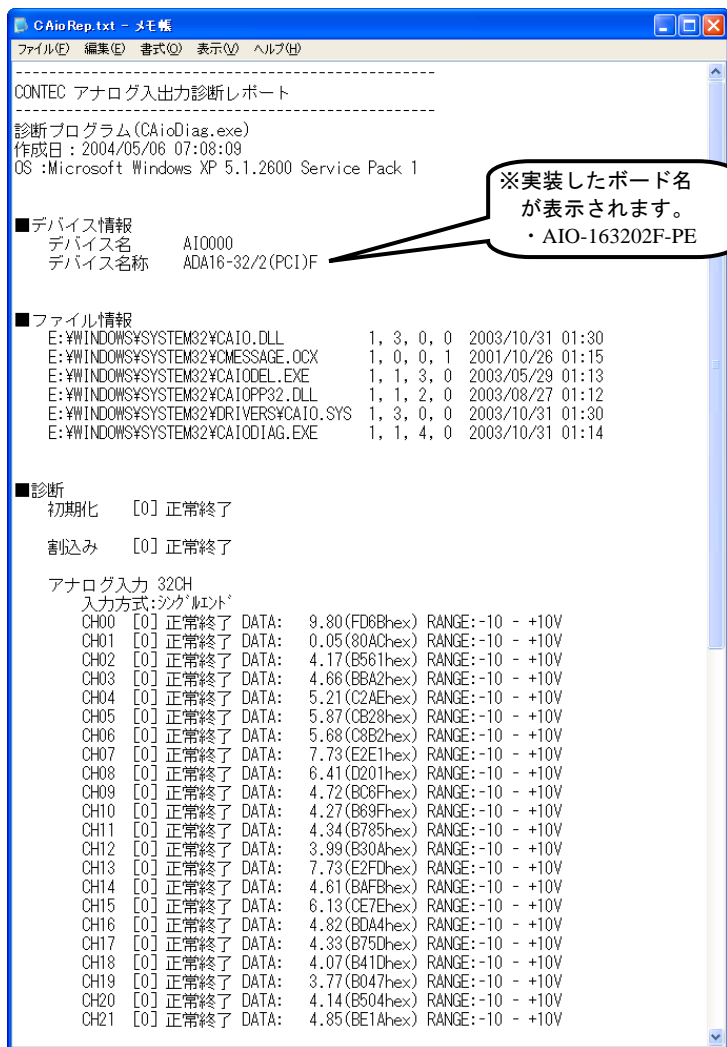 CAioRep.txt - メモ帳
ファイル(F) 編集(E) 書式(O) 表示(V) ヘルプ(H)
--------------------------------------------------
CONTEC アナログ入出力診断レポート
--------------------------------------------------
診断プログラム(CAioDiag.exe)
作成日：2004/05/06 07:08:09
OS :Microsoft Windows XP 5.1.2600 Service Pack 1
※実装したボード名
が表示されます。
・AIO-163202F-PE
■デバイス情報
デバイス名 AIO000
デバイス名称 ADA16-32/2(PCI)F
■ファイル情報
E:¥WINDOWS¥SYSTEM32¥CAIO.DLL 1, 3, 0, 0 2003/10/31 01:30
E:¥WINDOWS¥SYSTEM32¥CMESSAGE.OCX 1, 0, 0, 1 2001/10/26 01:15
E:¥WINDOWS¥SYSTEM32¥CAIODEL.EXE 1, 1, 3, 0 2003/05/29 01:13
E:¥WINDOWS¥SYSTEM32¥CAIOPP32.DLL 1, 1, 2, 0 2003/08/27 01:12
E:¥WINDOWS¥SYSTEM32¥DRIVERS¥CAIO.SYS 1, 3, 0, 0 2003/10/31 01:30
E:¥WINDOWS¥SYSTEM32¥CAIODIAG.EXE 1, 1, 4, 0 2003/10/31 01:14
■診断
初期化 [0] 正常終了
割込み [0] 正常終了
アナログ入力 32CH
入力方式:ｼﾝｸﾞﾙｴﾝﾄﾞ
CH00 [0] 正常終了 DATA: 9.80(FD6Bhex) RANGE:-10 - +10V
CH01 [0] 正常終了 DATA: 0.05(80AChex) RANGE:-10 - +10V
CH02 [0] 正常終了 DATA: 4.17(B561hex) RANGE:-10 - +10V
CH03 [0] 正常終了 DATA: 4.66(BBA2hex) RANGE:-10 - +10V
CH04 [0] 正常終了 DATA: 5.21(C2AEhex) RANGE:-10 - +10V
CH05 [0] 正常終了 DATA: 5.87(CB28hex) RANGE:-10 - +10V
CH06 [0] 正常終了 DATA: 5.68(C8B2hex) RANGE:-10 - +10V
CH07 [0] 正常終了 DATA: 7.73(E2E1hex) RANGE:-10 - +10V
CH08 [0] 正常終了 DATA: 6.41(D201hex) RANGE:-10 - +10V
CH09 [0] 正常終了 DATA: 4.72(BC6Fhex) RANGE:-10 - +10V
CH10 [0] 正常終了 DATA: 4.27(B69Fhex) RANGE:-10 - +10V
CH11 [0] 正常終了 DATA: 4.34(B785hex) RANGE:-10 - +10V
CH12 [0] 正常終了 DATA: 3.99(B30Ahex) RANGE:-10 - +10V
CH13 [0] 正常終了 DATA: 7.73(E2FDhex) RANGE:-10 - +10V
CH14 [0] 正常終了 DATA: 4.61(BAFBhex) RANGE:-10 - +10V
CH15 [0] 正常終了 DATA: 6.13(CE7Ehex) RANGE:-10 - +10V
CH16 [0] 正常終了 DATA: 4.82(BDA4hex) RANGE:-10 - +10V
CH17 [0] 正常終了 DATA: 4.33(B75Dhex) RANGE:-10 - +10V
CH18 [0] 正常終了 DATA: 4.07(B41Dhex) RANGE:-10 - +10V
CH19 [0] 正常終了 DATA: 3.77(B047hex) RANGE:-10 - +10V
CH20 [0] 正常終了 DATA: 4.14(B504hex) RANGE:-10 - +10V
CH21 [0] 正常終了 DATA: 4.85(BE1Ahex) RANGE:-10 - +10V